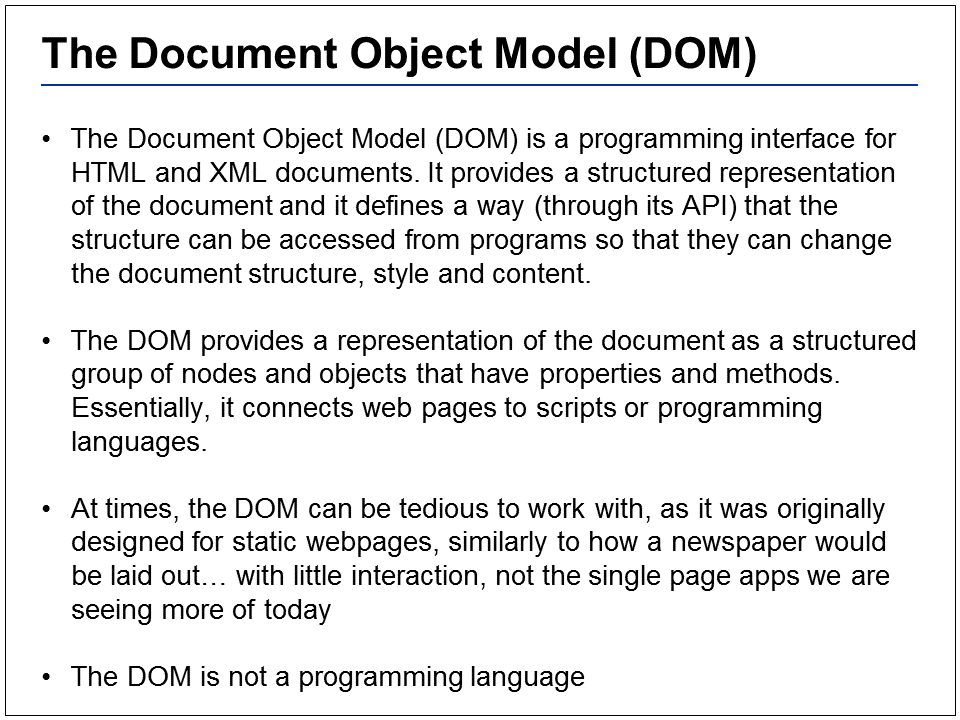 The Document Object Model (DOM)
• The Document Object Model (DOM) is a programming interface for
HTML and XML documents. It provides a structured representation
of the document and it defines a way (through its API) that the
structure can be accessed from programs so that they can change
the document structure, style and content.
• The DOM provides a representation of the document as a structured
group of nodes and objects that have properties and methods.
Essentially, it connects web pages to scripts or programming
languages.
• At times, the DOM can be tedious to work with, as it was originally
designed for static webpages, similarly to how a newspaper would
be laid out… with little interaction, not the single page apps we are
seeing more of today
• The DOM is not a programming language